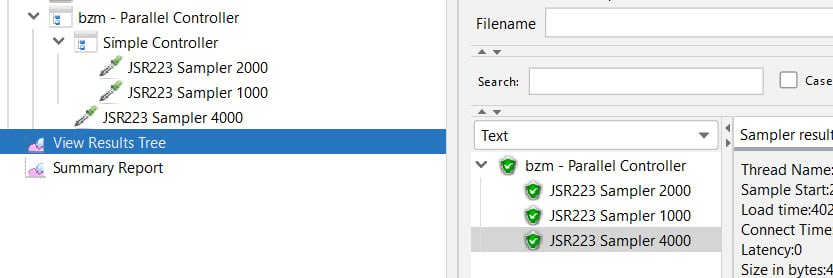 bzm - Parallel Controller
Simple Controller
JSR223 Sampler 2000
JSR223 Sampler 1000
JSR223 Sampler 4000
View Results Tree
Summary Report
Filename
Search:
Case
Text
bzm - Parallel Controller
JSR223 Sampler 2000
JSR223 Sampler 1000
JSR223 Sampler 4000
Sampler result
Thread Name:
Sample Start:2
Load time:402
Connect Time:
Latency:0
Size in bytes:4